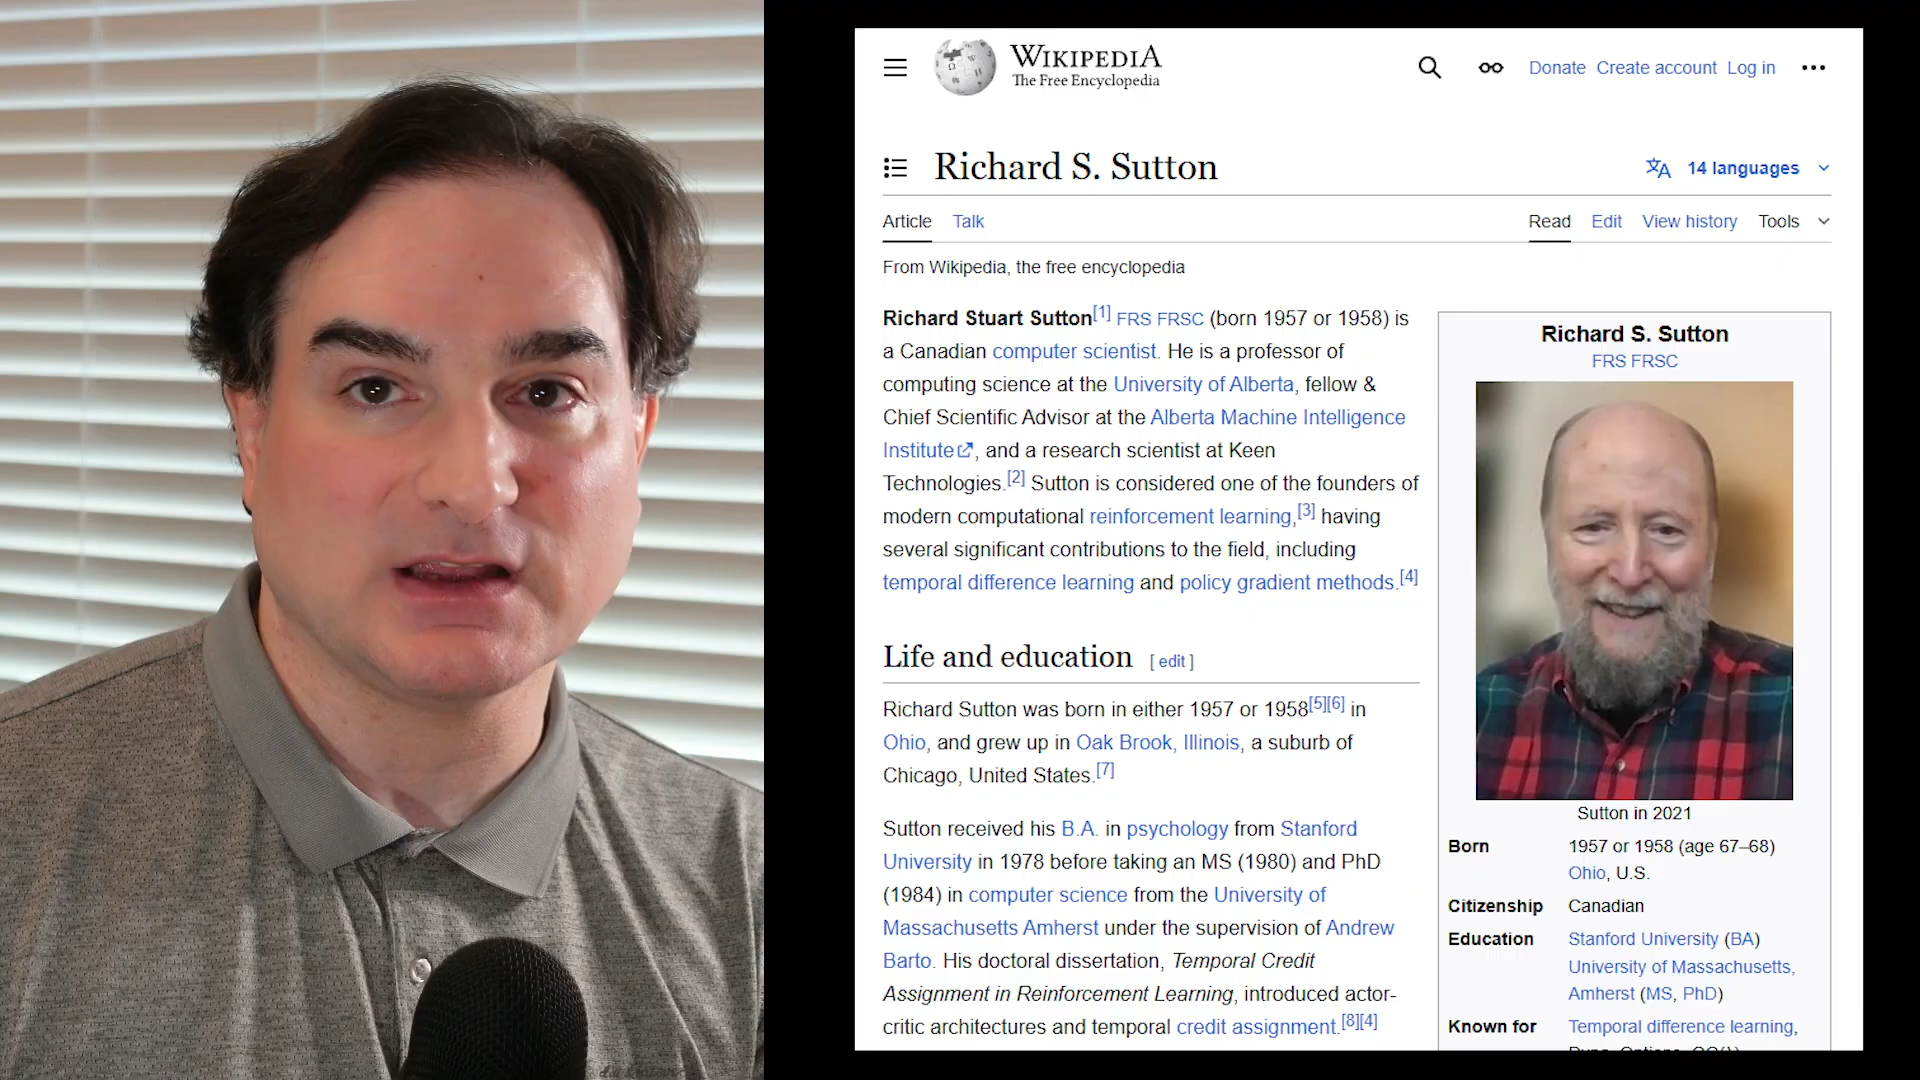 WIKIPEDIA
The Free Encyclopedia
Donate Create account Log in
Richard S. Sutton
14 languages
Article Talk
Read Edit View history Tools
From Wikipedia, the free encyclopedia
Richard Stuart Sutton[1] FRS FRSC (born 1957 or 1958) is
a Canadian computer scientist. He is a professor of
computing science at the University of Alberta, fellow &
Chief Scientific Advisor at the Alberta Machine Intelligence
Institute, and a research scientist at Keen
Technologies.[2] Sutton is considered one of the founders of
modern computational reinforcement learning,[3] having
several significant contributions to the field, including
temporal difference learning and policy gradient methods.[4]
Life and education [ edit ]
Richard Sutton was born in either 1957 or 1958[5][6] in
Ohio, and grew up in Oak Brook, Illinois, a suburb of
Chicago, United States.[7]
Sutton received his B.A. in psychology from Stanford
University in 1978 before taking an MS (1980) and PhD
(1984) in computer science from the University of
Massachusetts Amherst under the supervision of Andrew
Barto. His doctoral dissertation, Temporal Credit
Assignment in Reinforcement Learning, introduced actor-
critic architectures and temporal credit assignment.[8][4]
Richard S. Sutton
FRS FRSC
Sutton in 2021
Born 1957 or 1958 (age 67–68)
Ohio, U.S.
Citizenship Canadian
Education Stanford University (BA)
University of Massachusetts,
Amherst (MS, PhD)
Known for Temporal difference learning,